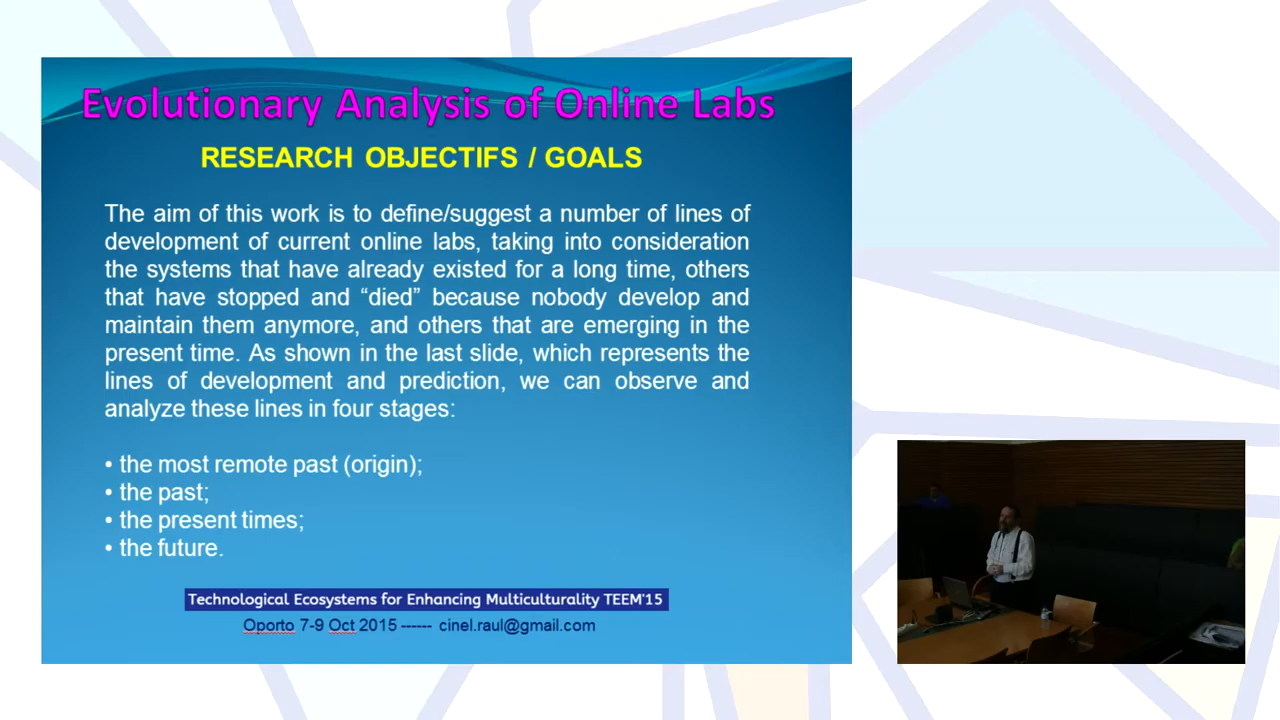 Evolutionary Analysis of Online Labs
RESEARCH OBJECTIFS / GOALS
The aim of this work is to define/suggest a number of lines of
development of current online labs, taking into consideration
the systems that have already existed for a long time, others
that have stopped and “died” because nobody develop and
maintain them anymore, and others that are emerging in the
present time. As shown in the last slide, which represents the
lines of development and prediction, we can observe and
analyze these lines in four stages:
• the most remote past (origin);
• the past;
• the present times;
• the future.
Technological Ecosystems for Enhancing Multiculturality TEEM'15
Oporto 7-9 Oct 2015 ------ cinel.raul@gmail.com